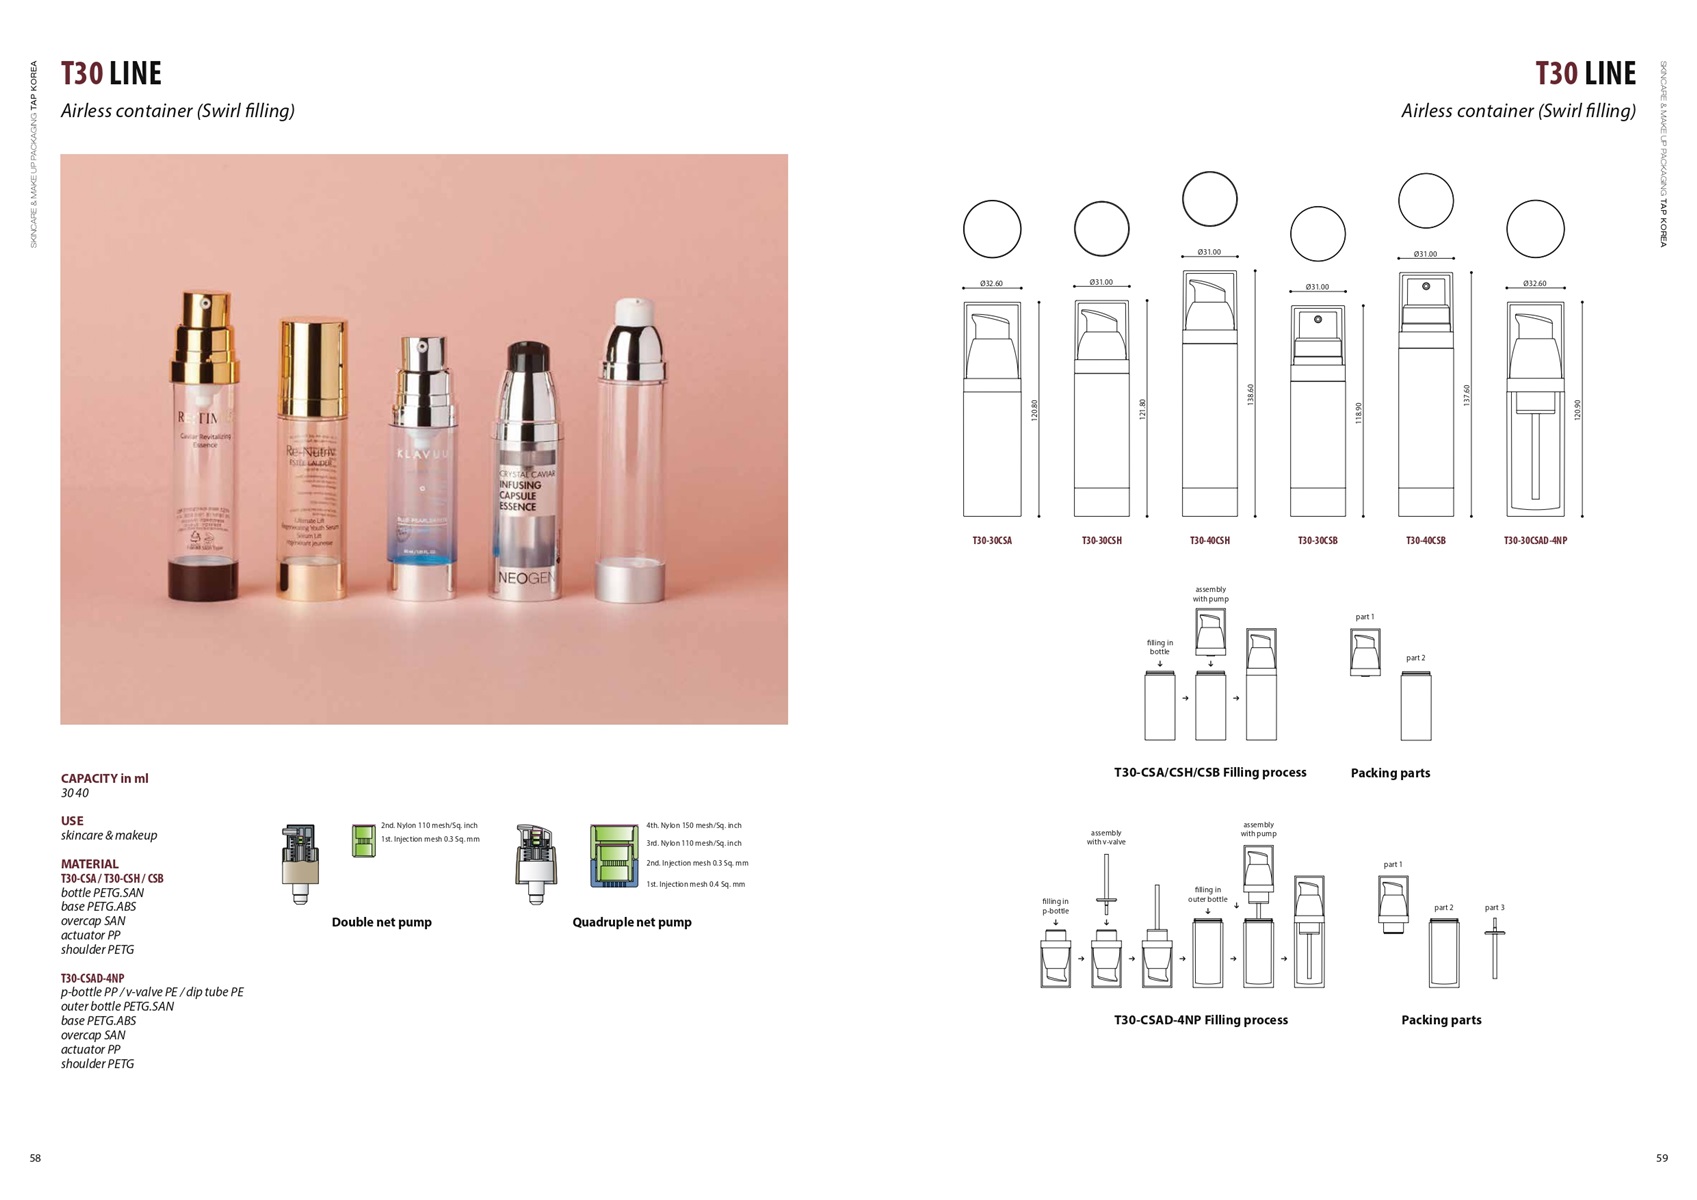 SKINCARE & MAKE UP PACKAGING TAP KOREA
T30 LINE
Airless container (Swirl filling)
Caviar Revitalizing
Essence
Re-Nutriv
ESTEE LAUDER
Ultimate Lift
Regenerating Youth Serum
Serum Lift
régénérant jeunesse
KLAVUU
CRYSTAL CAVIAR
INFUSING
CAPSULE
ESSENCE
NEOGEN
CAPACITY in ml
30 40
USE
skincare & makeup
MATERIAL
T30-CSA / T30-CSH / CSB
bottle PETG.SAN
base PETG.ABS
overcap SAN
actuator PP
shoulder PETG
T30-CSAD-4NP
p-bottle PP / v-valve PE / dip tube PE
outer bottle PETG.SAN
base PETG.ABS
overcap SAN
actuator PP
shoulder PETG
2nd. Nylon 110 mesh/Sq. inch
1st. Injection mesh 0.3 Sq. mm
Double net pump
4th. Nylon 150 mesh/Sq. inch
3rd. Nylon 110 mesh/Sq. inch
2nd. Injection mesh 0.3 Sq. mm
1st. Injection mesh 0.4 Sq. mm
Quadruple net pump
58
T30 LINE
Airless container (Swirl filling)
SKINCARE & MAKE UP PACKAGING TAP KOREA
Ø32.60
Ø31.00
Ø31.00
Ø31.00
Ø31.00
Ø32.60
120.80
121.80
138.60
118.90
137.60
120.90
T30-30CSA
T30-30CSH
T30-40CSH
T30-30CSB
T30-40CSB
T30-30CSAD-4NP
filling in
bottle
assembly
with pump
part 1
part 2
T30-CSA/CSH/CSB Filling process
Packing parts
filling in
p-bottle
assembly
with v-valve
filling in
outer bottle
assembly
with pump
part 1
part 2
part 3
T30-CSAD-4NP Filling process
Packing parts
59